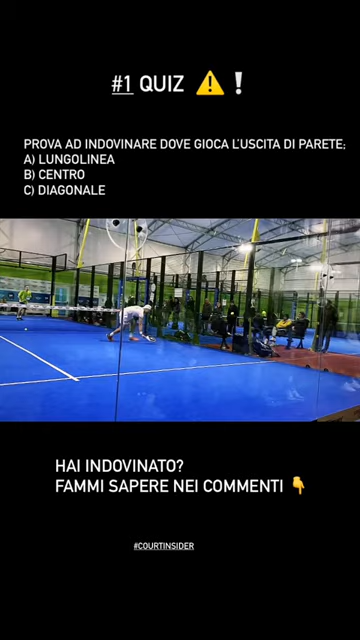 #1 QUIZ ⚠️❕
PROVA AD INDOVINARE DOVE GIOCA L'USCITA DI PARETE:
A) LUNGOLINEA
B) CENTRO
C) DIAGONALE
HAI INDOVINATO?
FAMMI SAPERE NEI COMMENTI 👇
#COURTINSIDER